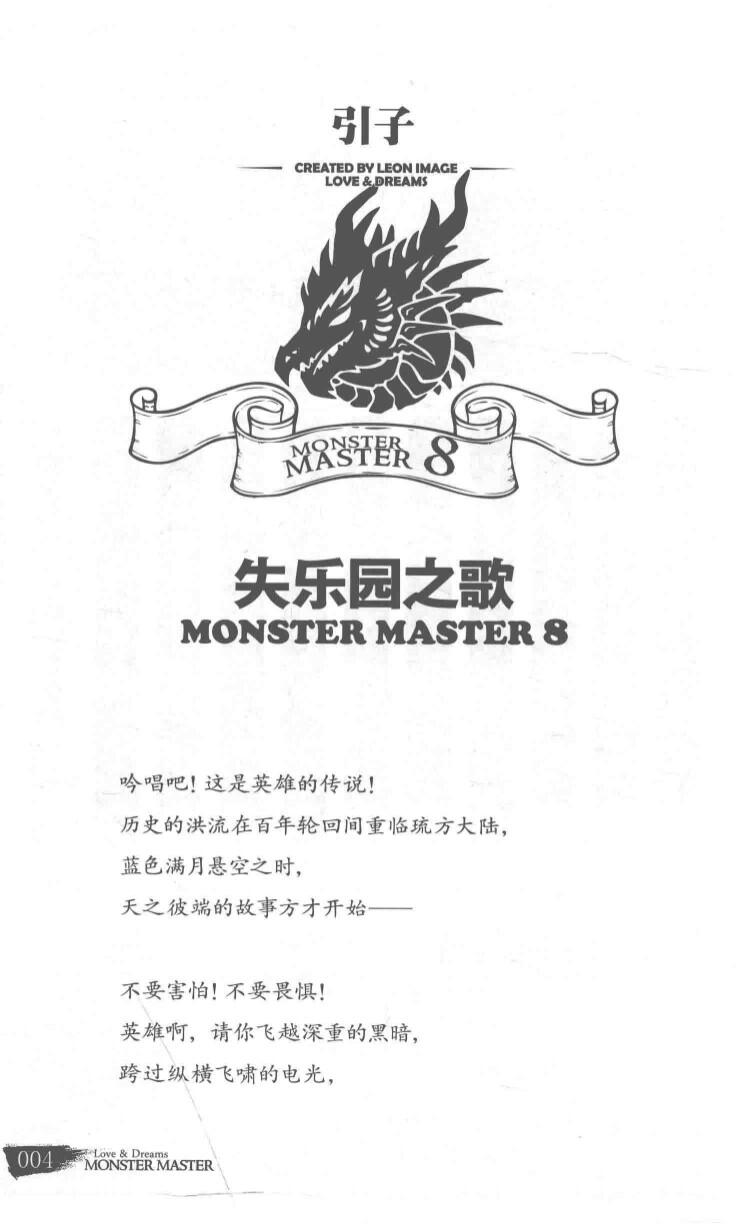 引子
CREATED BY LEON IMAGE
LOVE & DREAMS
MONSTER
MASTER 8
失乐园之歌
MONSTER MASTER 8
吟唱吧！这是英雄的传说！
历史的洪流在百年轮回间重临琉方大陆，
蓝色满月悬空之时，
天之彼端的故事方才开始——
不要害怕！不要畏惧！
英雄啊，请你飞越深重的黑暗，
跨过纵横飞啸的电光，
004
Love & Dreams
MONSTER MASTER